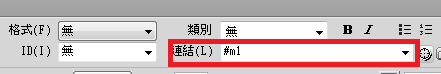 格式(F) 無 類別 無 B I
ID(I) 無 連結(L) #m1